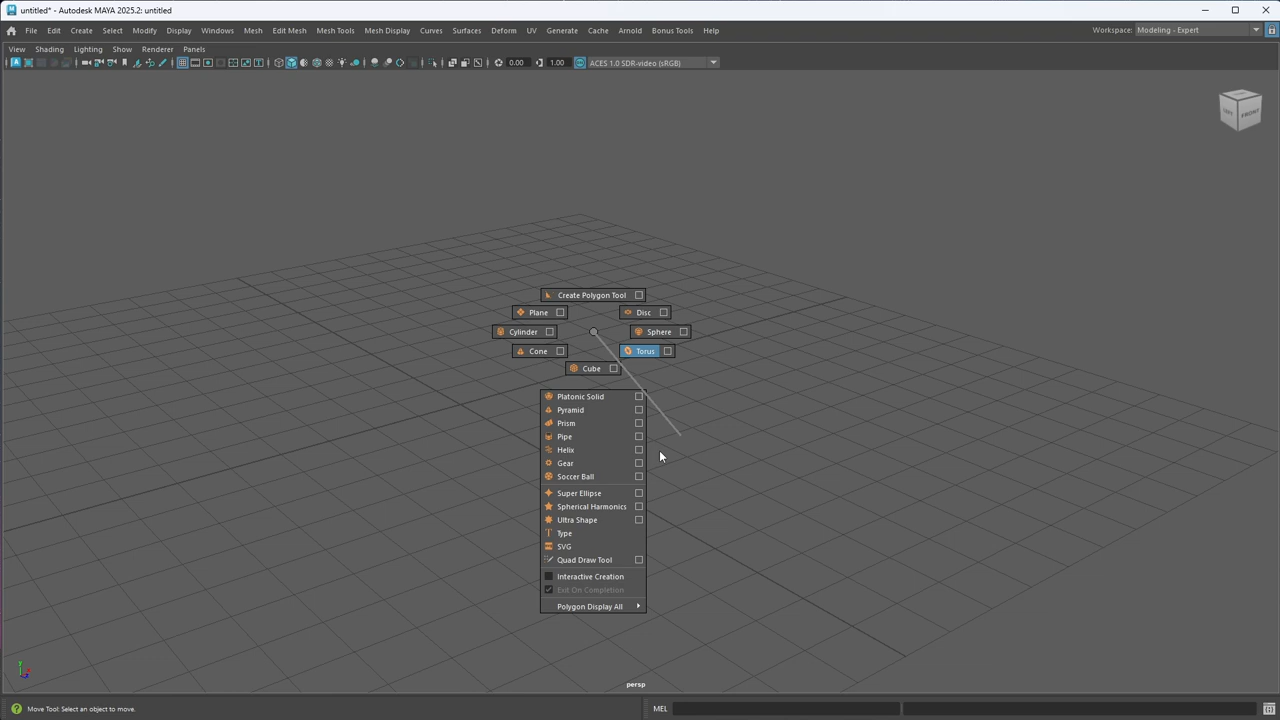 untitled* - Autodesk MAYA 2025.2: untitled
File Edit Create Select Modify Display Windows Mesh Edit Mesh Mesh Tools Mesh Display Curves Surfaces Deform UV Generate Cache Arnold Bonus Tools Help
Workspace: Modeling - Expert
View Shading Lighting Show Renderer Panels
0.00 1.00 ACES 1.0 SDR-video (sRGB)
FRONT
Create Polygon Tool
Plane Disc
Cylinder Sphere
Cone Torus
Cube
Platonic Solid
Pyramid
Prism
Pipe
Helix
Gear
Soccer Ball
Super Ellipse
Spherical Harmonics
Ultra Shape
Type
SVG
Quad Draw Tool
Interactive Creation
Exit On Completion
Polygon Display All
persp
Move Tool: Select an object to move.
MEL